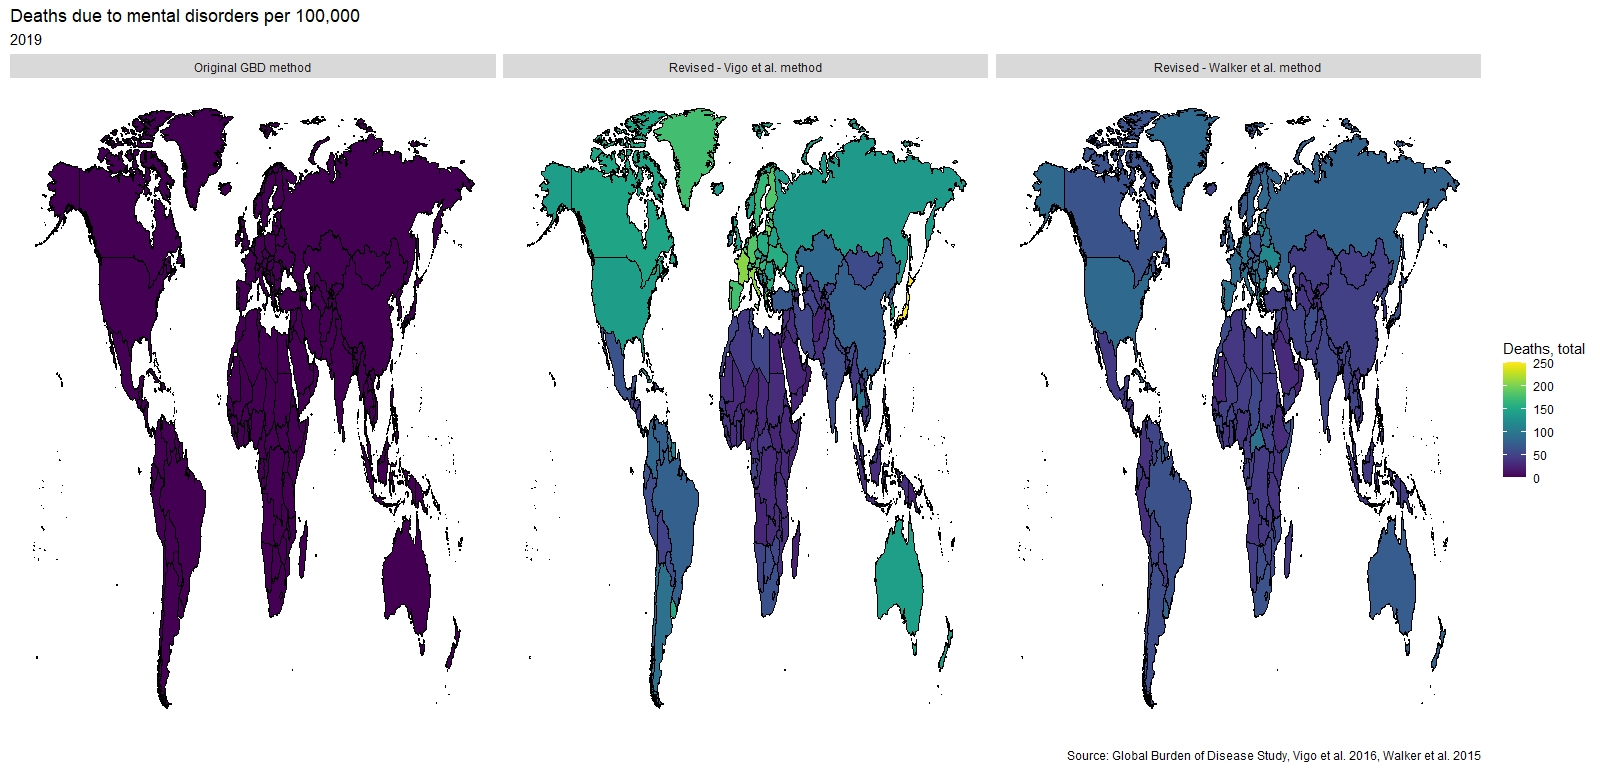 Deaths due to mental disorders per 100,000
2019
Original GBD method
Revised - Vigo et al. method
Revised - Walker et al. method
Deaths, total
250
200
150
100
50
0
Source: Global Burden of Disease Study, Vigo et al. 2016, Walker et al. 2015